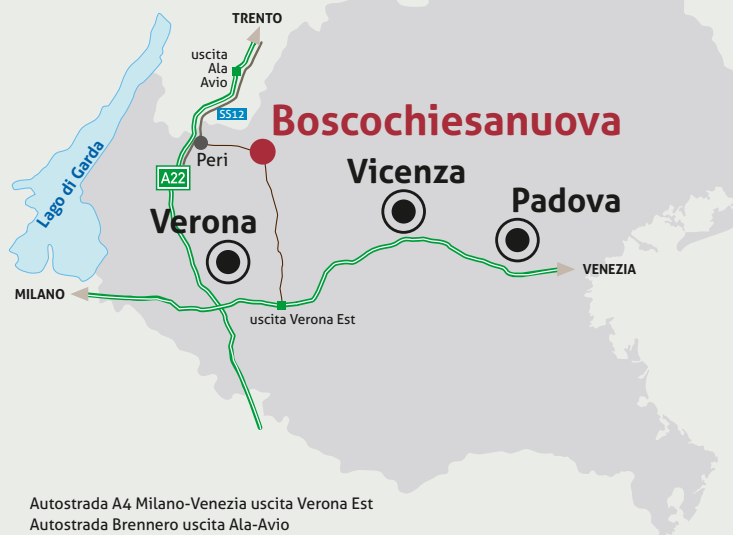 TRENTO
uscita
Ala
Avio
SS12
Boscochiesanuova
Peri
Lago di Garda
A22
Vicenza
Verona
Padova
VENEZIA
MILANO
uscita Verona Est
Autostrada A4 Milano-Venezia uscita Verona Est
Autostrada Brennero uscita Ala-Avio